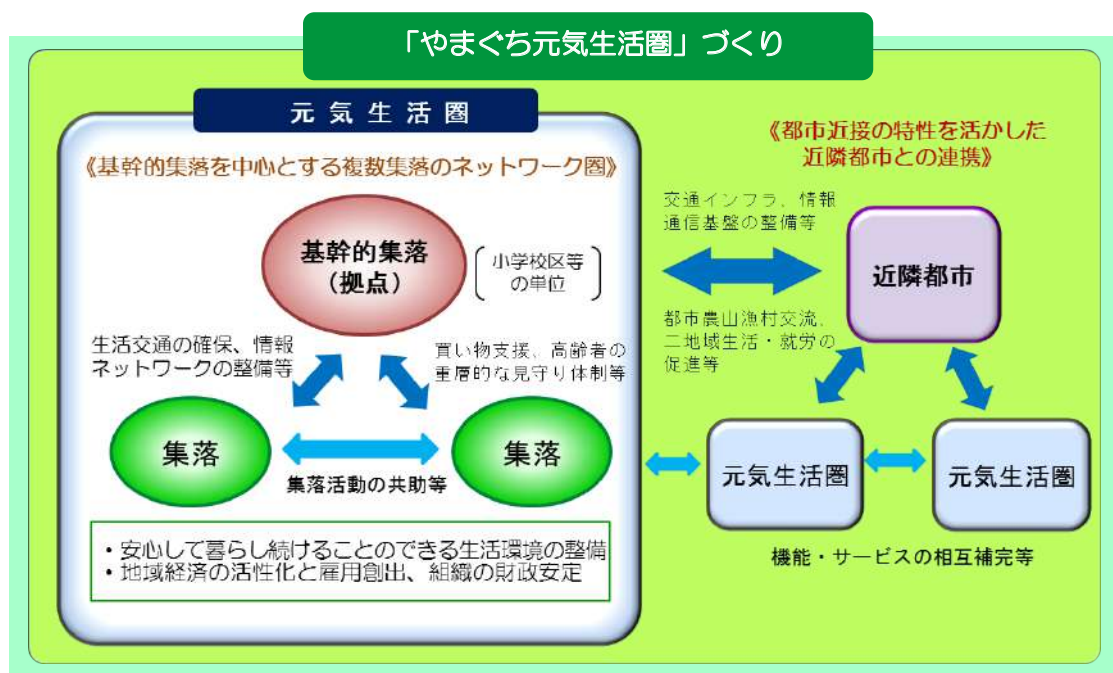 「やまぐち元気生活圏」づくり
元気生活圏
《基幹的集落を中心とする複数集落のネットワーク圏》
基幹的集落
（拠点）
小学校区等
の単位
生活交通の確保、情報
ネットワークの整備等
買い物支援、高齢者の
重層的な見守り体制等
集落
集落
集落活動の共助等
・安心して暮らし続けることのできる生活環境の整備
・地域経済の活性化と雇用創出、組織の財政安定
《都市近接の特性を活かした
近隣都市との連携》
交通インフラ、情報
通信基盤の整備等
近隣都市
都市農山漁村交流、
二地域生活・就労の
促進等
元気生活圏
元気生活圏
機能・サービスの相互補完等